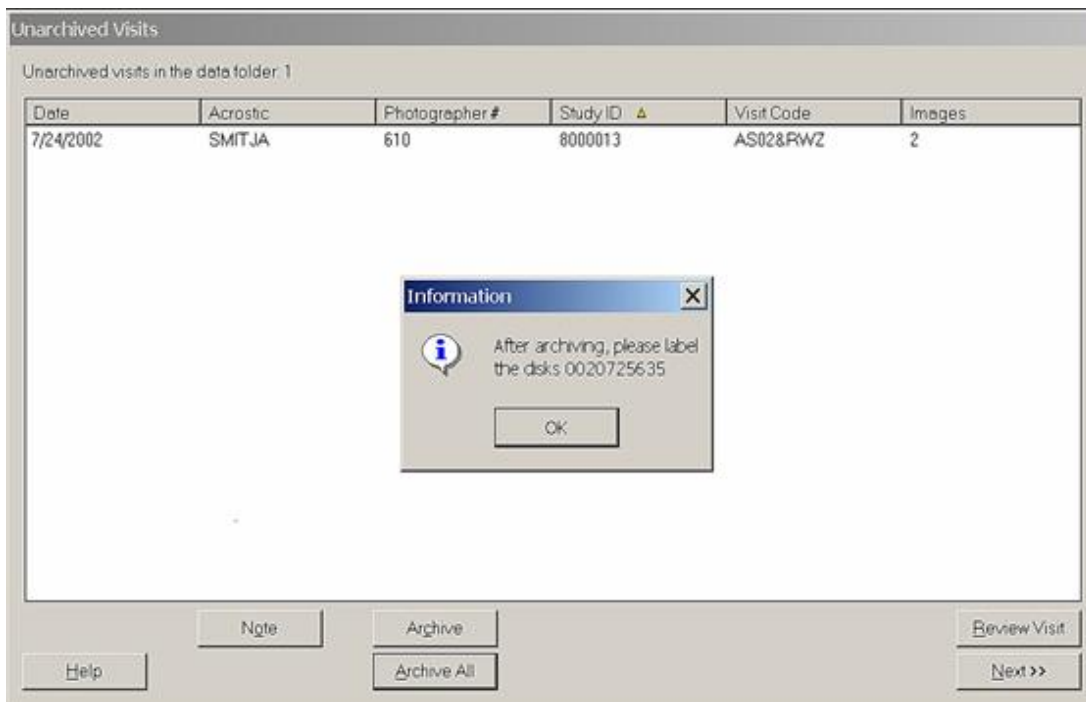 Unarchived Visits
Unarchived visits in the data folder: 1
Date Acrostic Photographer # Study ID Visit Code Images
7/24/2002 SMITJA 610 8000013 AS02&RWZ 2
Information
After archiving, please label
the disks 0020725635
OK
Note Archive Review Visit
Help Archive All Next >>